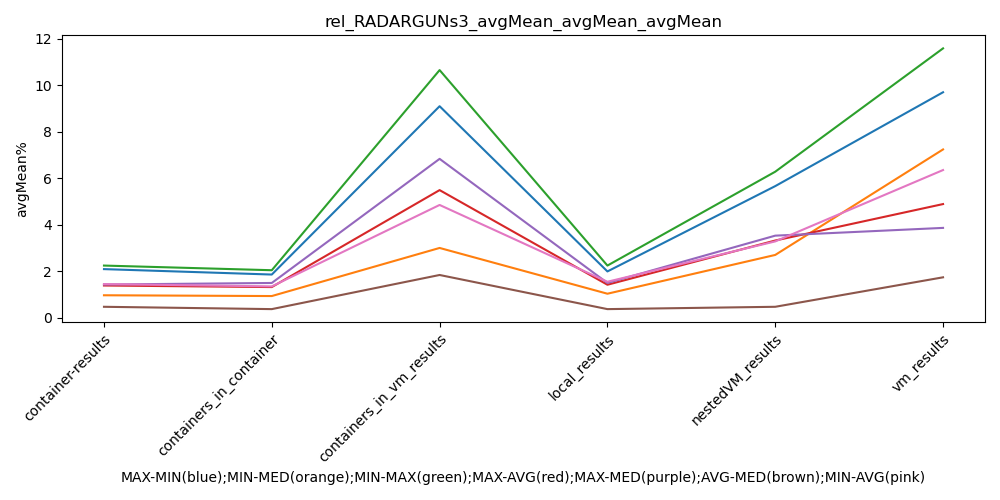 rel_RADARGUNs3_avgMean_avgMean_avgMean
12
10
8
6
4
2
0
avgMean%
container-results
containers_in_container
containers_in_vm_results
local_results
nestedVM_results
vm_results
MAX-MIN(blue);MIN-MED(orange);MIN-MAX(green);MAX-AVG(red);MAX-MED(purple);AVG-MED(brown);MIN-AVG(pink)